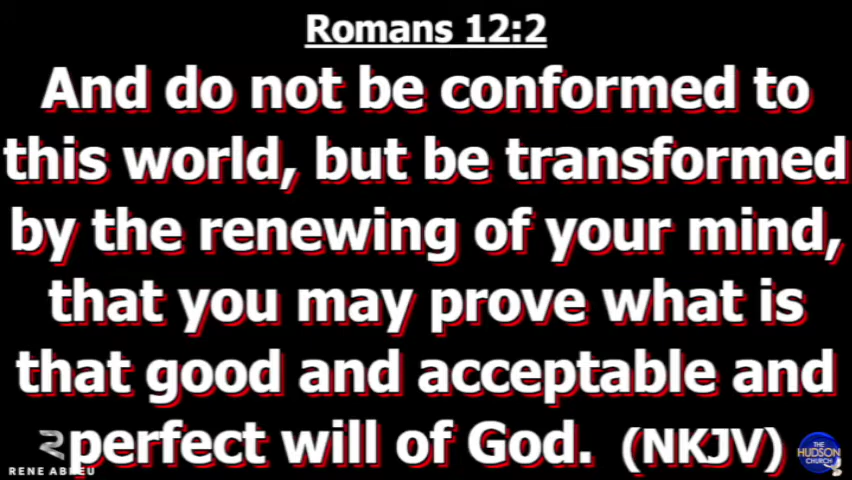 Romans 12:2
And do not be conformed to
this world, but be transformed
by the renewing of your mind,
that you may prove what is
that good and acceptable and
perfect will of God. (NKJV)
RENE ABREU
THE
HUDSON
CHURCH